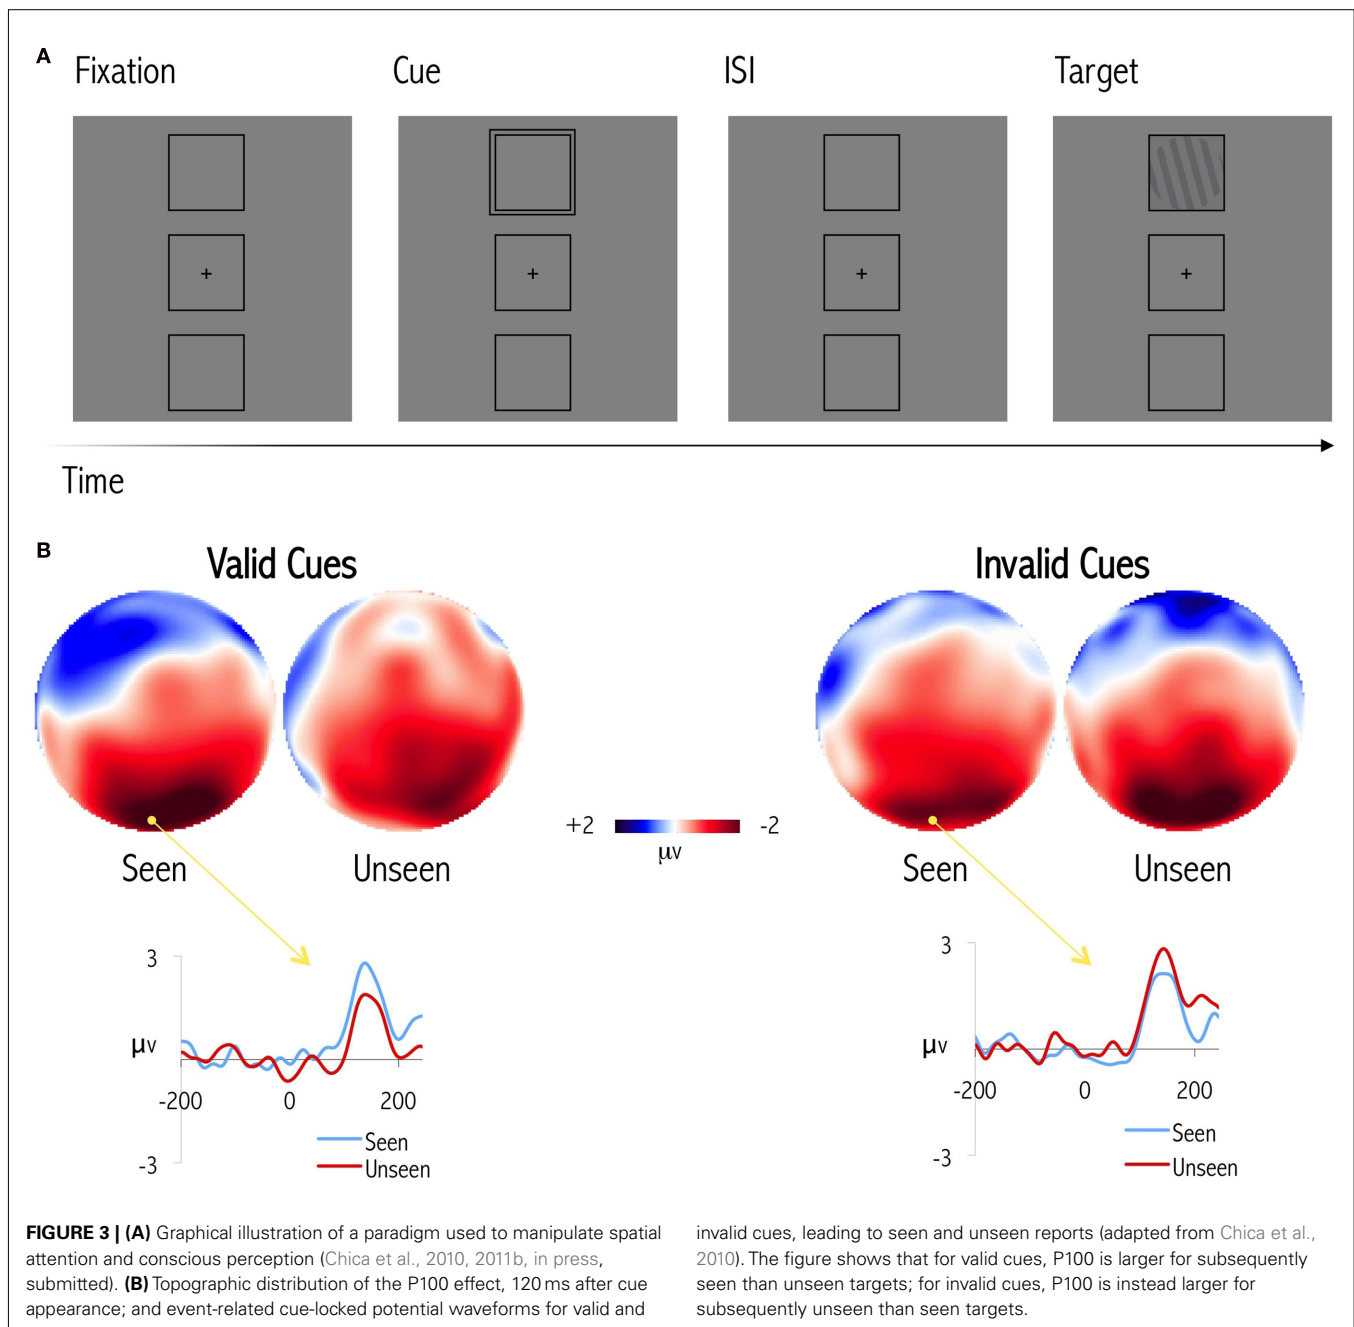 A
Fixation
Cue
ISI
Target
Time
B
Valid Cues
Invalid Cues
+2
-2
μv
Seen
Unseen
Seen
Unseen
3
μv
-200
0
200
-3
Seen
Unseen
3
μv
-200
0
200
-3
Seen
Unseen
FIGURE 3 | (A) Graphical illustration of a paradigm used to manipulate spatial
attention and conscious perception (Chica et al., 2010, 2011b, in press,
submitted). (B) Topographic distribution of the P100 effect, 120 ms after cue
appearance; and event-related cue-locked potential waveforms for valid and
invalid cues, leading to seen and unseen reports (adapted from Chica et al.,
2010). The figure shows that for valid cues, P100 is larger for subsequently
seen than unseen targets; for invalid cues, P100 is instead larger for
subsequently unseen than seen targets.